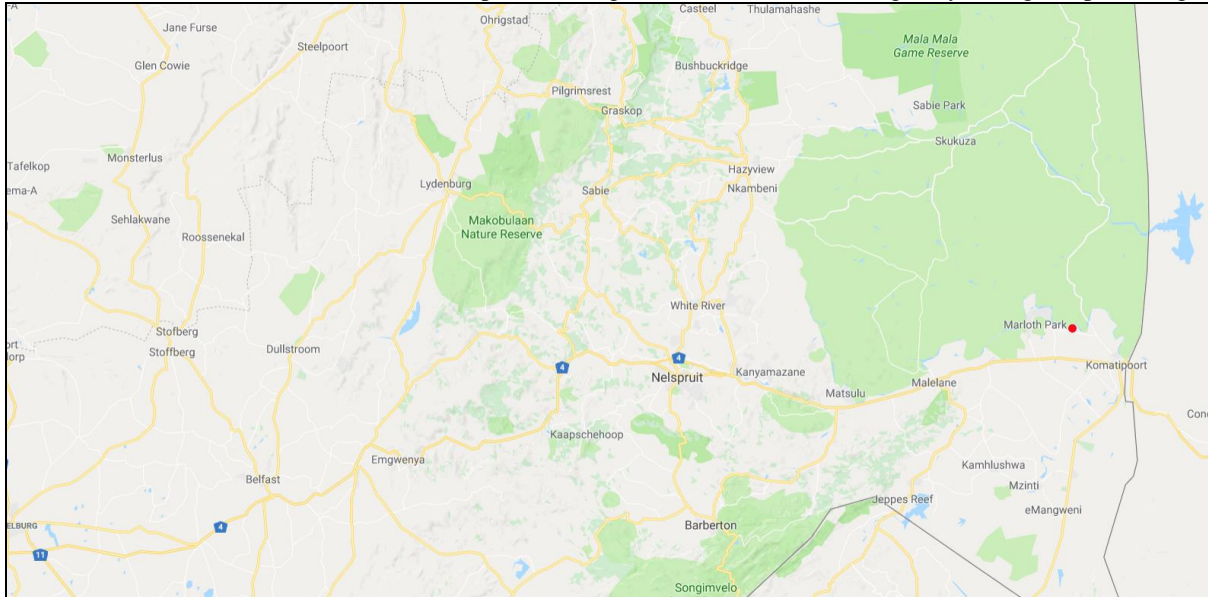 Jane Furse
Ohrigstad
Casteel
Thulamahashe
Steelpoort
Mala Mala
Game Reserve
Glen Cowie
Bushbuckridge
Pilgrimsrest
Graskop
Sabie Park
Skukuza
Tafelkop
Monsterlus
Hazyview
ema-A
Lydenburg
Sabie
Nkambeni
Sehlakwane
Makobulaan
Nature Reserve
Roossenekal
White River
Marloth Park
Stofberg
Stoffberg
Dullstroom
4
4
Komatipoort
Nelspruit
Kanyamazane
Malelane
Matsulu
Kaapschehoop
Emgwenya
Kamhlushwa
Belfast
Mzinti
Jeppes Reef
eMangweni
ELBURG
4
Barberton
11
Songimvelo